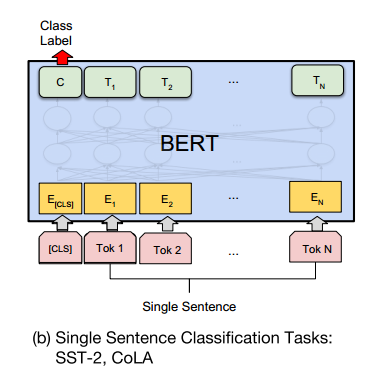 Class
Label
C T1 T2 ... TN
BERT
E[CLS] E1 E2 ... EN
[CLS] Tok 1 Tok 2 ... Tok N
Single Sentence
(b) Single Sentence Classification Tasks:
SST-2, CoLA